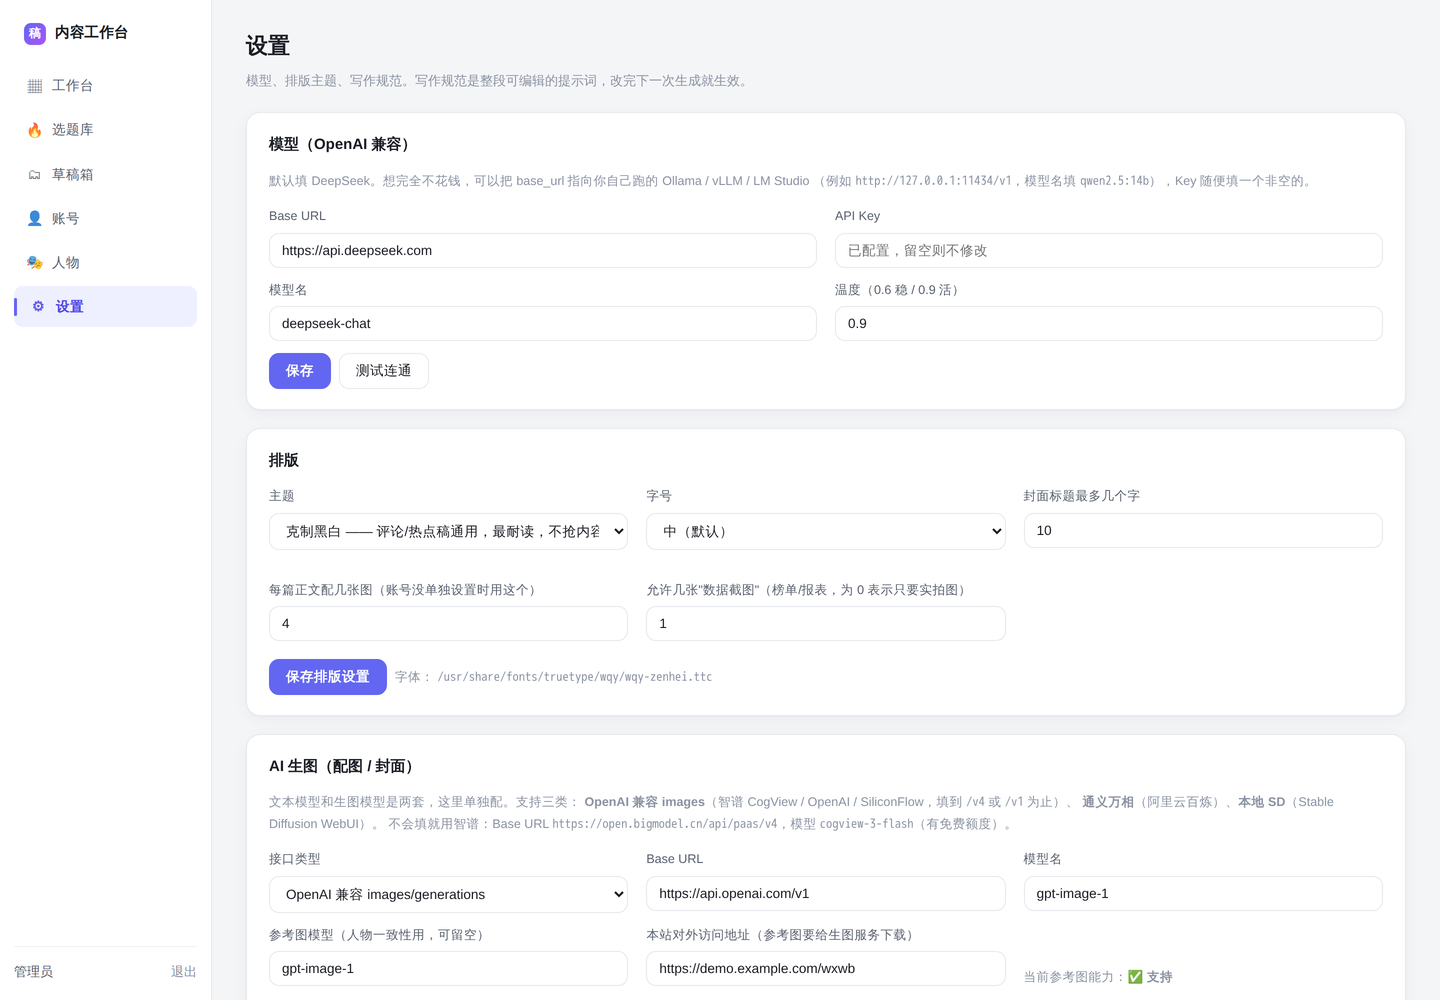 稿 内容工作台
工作台
选题库
草稿箱
账号
人物
设置
管理员 退出
设置
模型、排版主题、写作规范。写作规范是整段可编辑的提示词，改完下一次生成就生效。
模型（OpenAI 兼容）
默认填 DeepSeek。想完全不花钱，可以把 base_url 指向你自己跑的 Ollama / vLLM / LM Studio （例如 http://127.0.0.1:11434/v1，模型名填 qwen2.5:14b），Key 随便填一个非空的。
Base URL API Key
https://api.deepseek.com 已配置，留空则不修改
模型名 温度（0.6 稳 / 0.9 活）
deepseek-chat 0.9
保存 测试连通
排版
主题 字号 封面标题最多几个字
克制黑白 —— 评论/热点稿通用，最耐读，不抢内容 中（默认） 10
每篇正文配几张图（账号没单独设置时用这个） 允许几张"数据截图"（榜单/报表，为 0 表示只要实拍图）
4 1
保存排版设置 字体： /usr/share/fonts/truetype/wqy/wqy-zenhei.ttc
AI 生图（配图 / 封面）
文本模型和生图模型是两套，这里单独配。支持三类： OpenAI 兼容 images（智谱 CogView / OpenAI / SiliconFlow，填到 /v4 或 /v1 为止）、 通义万相（阿里云百炼）、本地 SD（Stable
Diffusion WebUI）。 不会填就用智谱：Base URL https://open.bigmodel.cn/api/paas/v4，模型 cogview-3-flash（有免费额度）。
接口类型 Base URL 模型名
OpenAI 兼容 images/generations https://api.openai.com/v1 gpt-image-1
参考图模型（人物一致性用，可留空） 本站对外访问地址（参考图要给生图服务下载）
gpt-image-1 https://demo.example.com/wxwb 当前参考图能力：✅ 支持